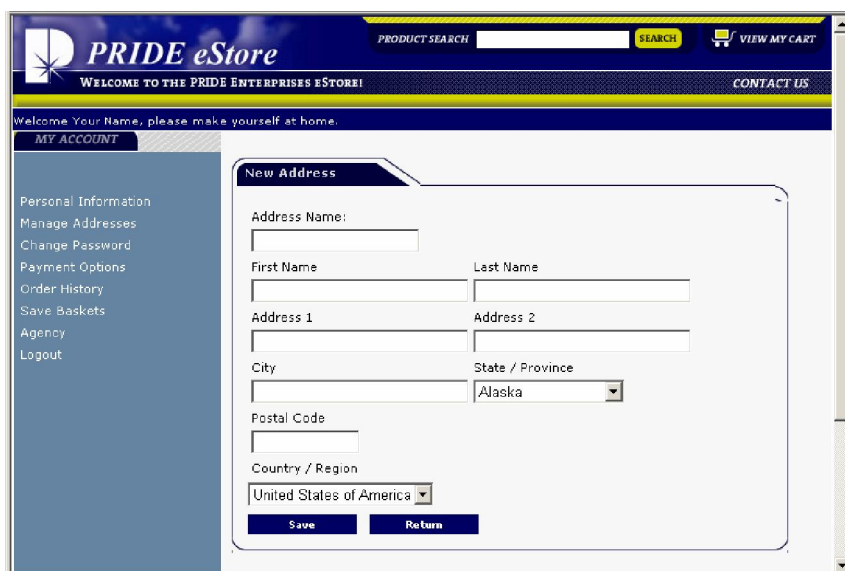 PRIDE eStore
PRODUCT SEARCH SEARCH VIEW MY CART
WELCOME TO THE PRIDE ENTERPRISES ESTORE! CONTACT US
Welcome Your Name, please make yourself at home.
MY ACCOUNT
Personal Information
Manage Addresses
Change Password
Payment Options
Order History
Save Baskets
Agency
Logout
New Address
Address Name:
First Name Last Name
Address 1 Address 2
City State / Province
Alaska
Postal Code
Country / Region
United States of America
Save Return